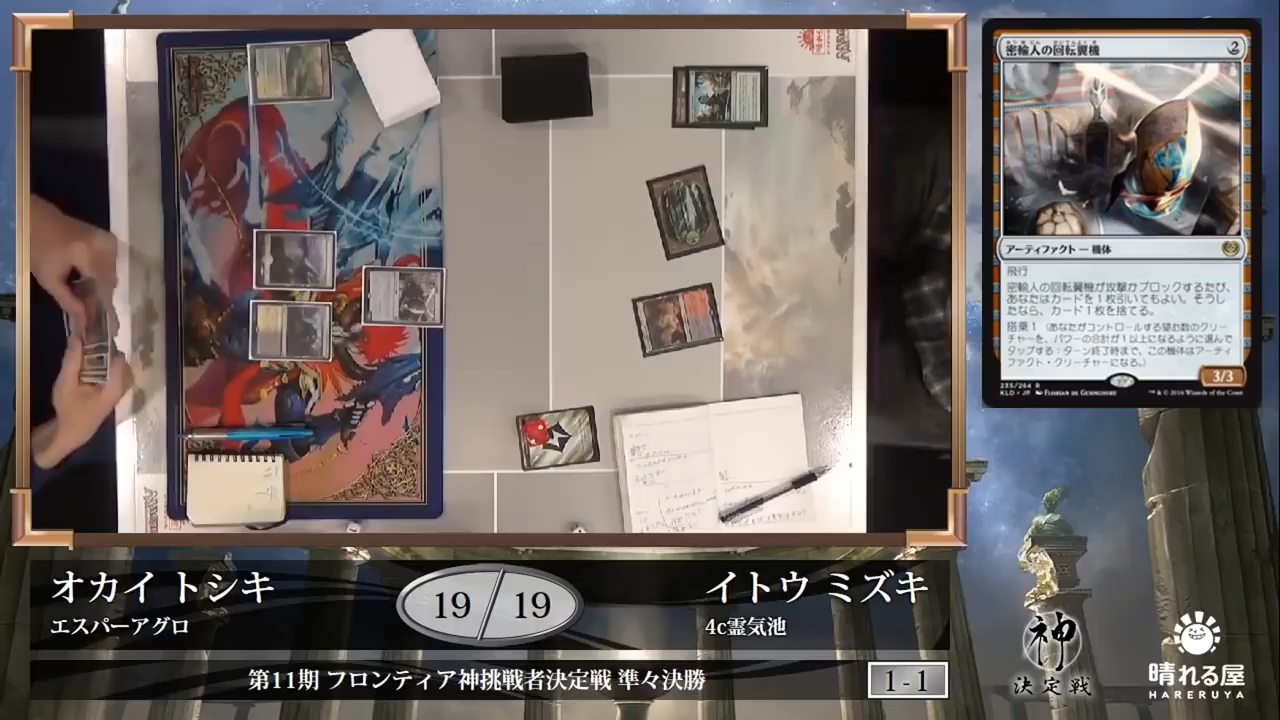 密輸人の回転翼機
2
アーティファクト ― 機体
飛行
密輸人の回転翼機が攻撃かブロックするたび、
あなたはカードを１枚引いてもよい。そうし
たなら、カード１枚を捨てる。
搭乗１（あなたがコントロールする望む数のクリー
チャーを、パワーの合計が１以上になるように選んで
タップする：ターン終了時まで、この機体はアーティ
ファクト・クリーチャーになる。）
3/3
235/264 R
KLD • JP
オカイ トシキ
エスパーアグロ
19 / 19
イトウ ミズキ
4c霊気池
第11期 フロンティア神挑戦者決定戦 準々決勝
1-1
神
決定戦
晴れる屋
HARERUYA